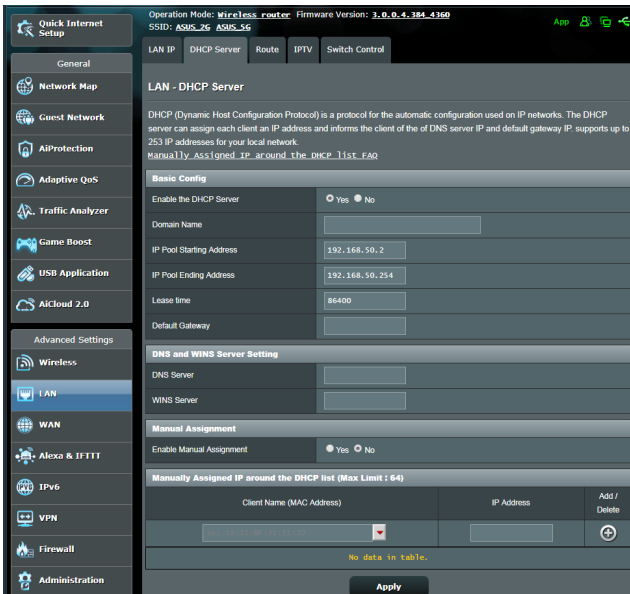 Operation Mode: Wireless router Firmware Version: 3.0.0.4.384_4360
SSID: ASUS_2G ASUS_5G
App
Quick Internet
Setup
General
Network Map
Guest Network
AiProtection
Adaptive QoS
Traffic Analyzer
Game Boost
USB Application
AiCloud 2.0
Advanced Settings
Wireless
LAN
WAN
Alexa & IFTTT
IPv6
VPN
Firewall
Administration
LAN IP
DHCP Server
Route
IPTV
Switch Control
LAN - DHCP Server
DHCP (Dynamic Host Configuration Protocol) is a protocol for the automatic configuration used on IP networks. The DHCP
server can assign each client an IP address and informs the client of the of DNS server IP and default gateway IP. supports up to
253 IP addresses for your local network.
Manually Assigned IP around the DHCP list FAQ
Basic Config
Enable the DHCP Server Yes No
Domain Name
IP Pool Starting Address 192.168.50.2
IP Pool Ending Address 192.168.50.254
Lease time 86400
Default Gateway
DNS and WINS Server Setting
DNS Server
WINS Server
Manual Assignment
Enable Manual Assignment Yes No
Manually Assigned IP around the DHCP list (Max Limit : 64)
Client Name (MAC Address) IP Address Add /
Delete
No data in table.
Apply